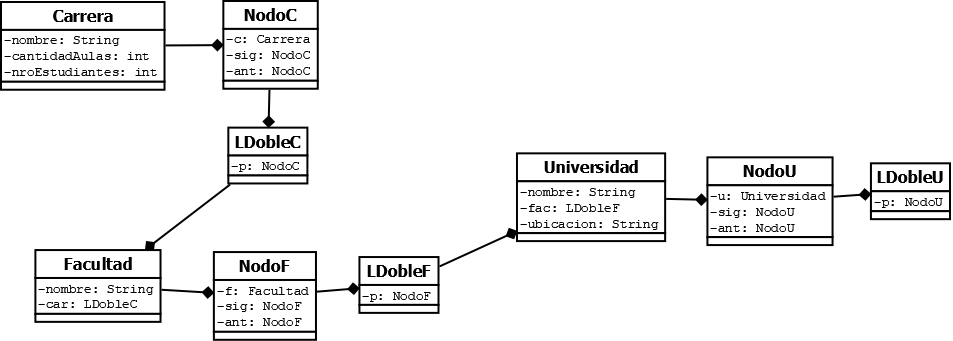 Carrera
-nombre: String
-cantidadAulas: int
-nroEstudiantes: int
NodoC
-c: Carrera
-sig: NodoC
-ant: NodoC
LDobleC
-p: NodoC
Facultad
-nombre: String
-car: LDobleC
NodoF
-f: Facultad
-sig: NodoF
-ant: NodoF
LDobleF
-p: NodoF
Universidad
-nombre: String
-fac: LDobleF
-ubicacion: String
NodoU
-u: Universidad
-sig: NodoU
-ant: NodoU
LDobleU
-p: NodoU